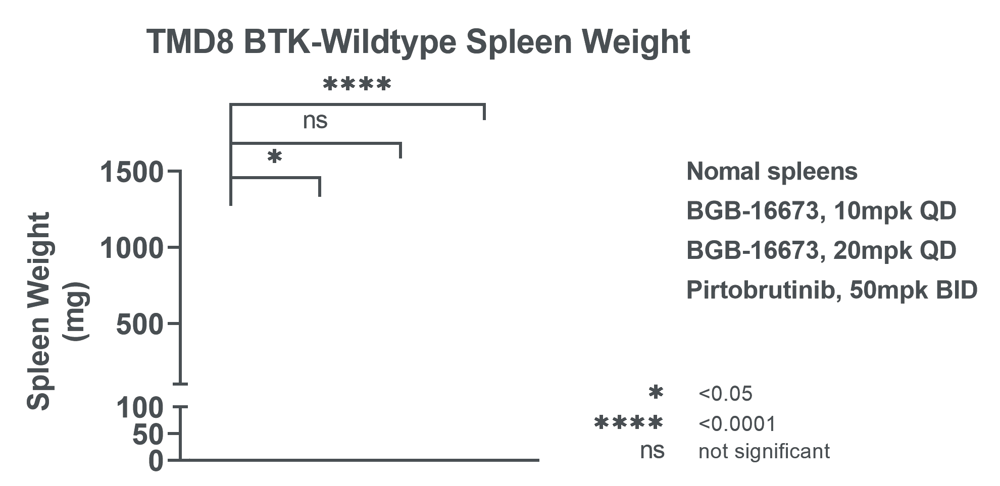 TMD8 BTK-Wildtype Spleen Weight
****
ns
*
Spleen Weight
(mg)
1500
1000
500
100
50
0
Nomal spleens
BGB-16673, 10mpk QD
BGB-16673, 20mpk QD
Pirtobrutinib, 50mpk BID
* <0.05
**** <0.0001
ns not significant